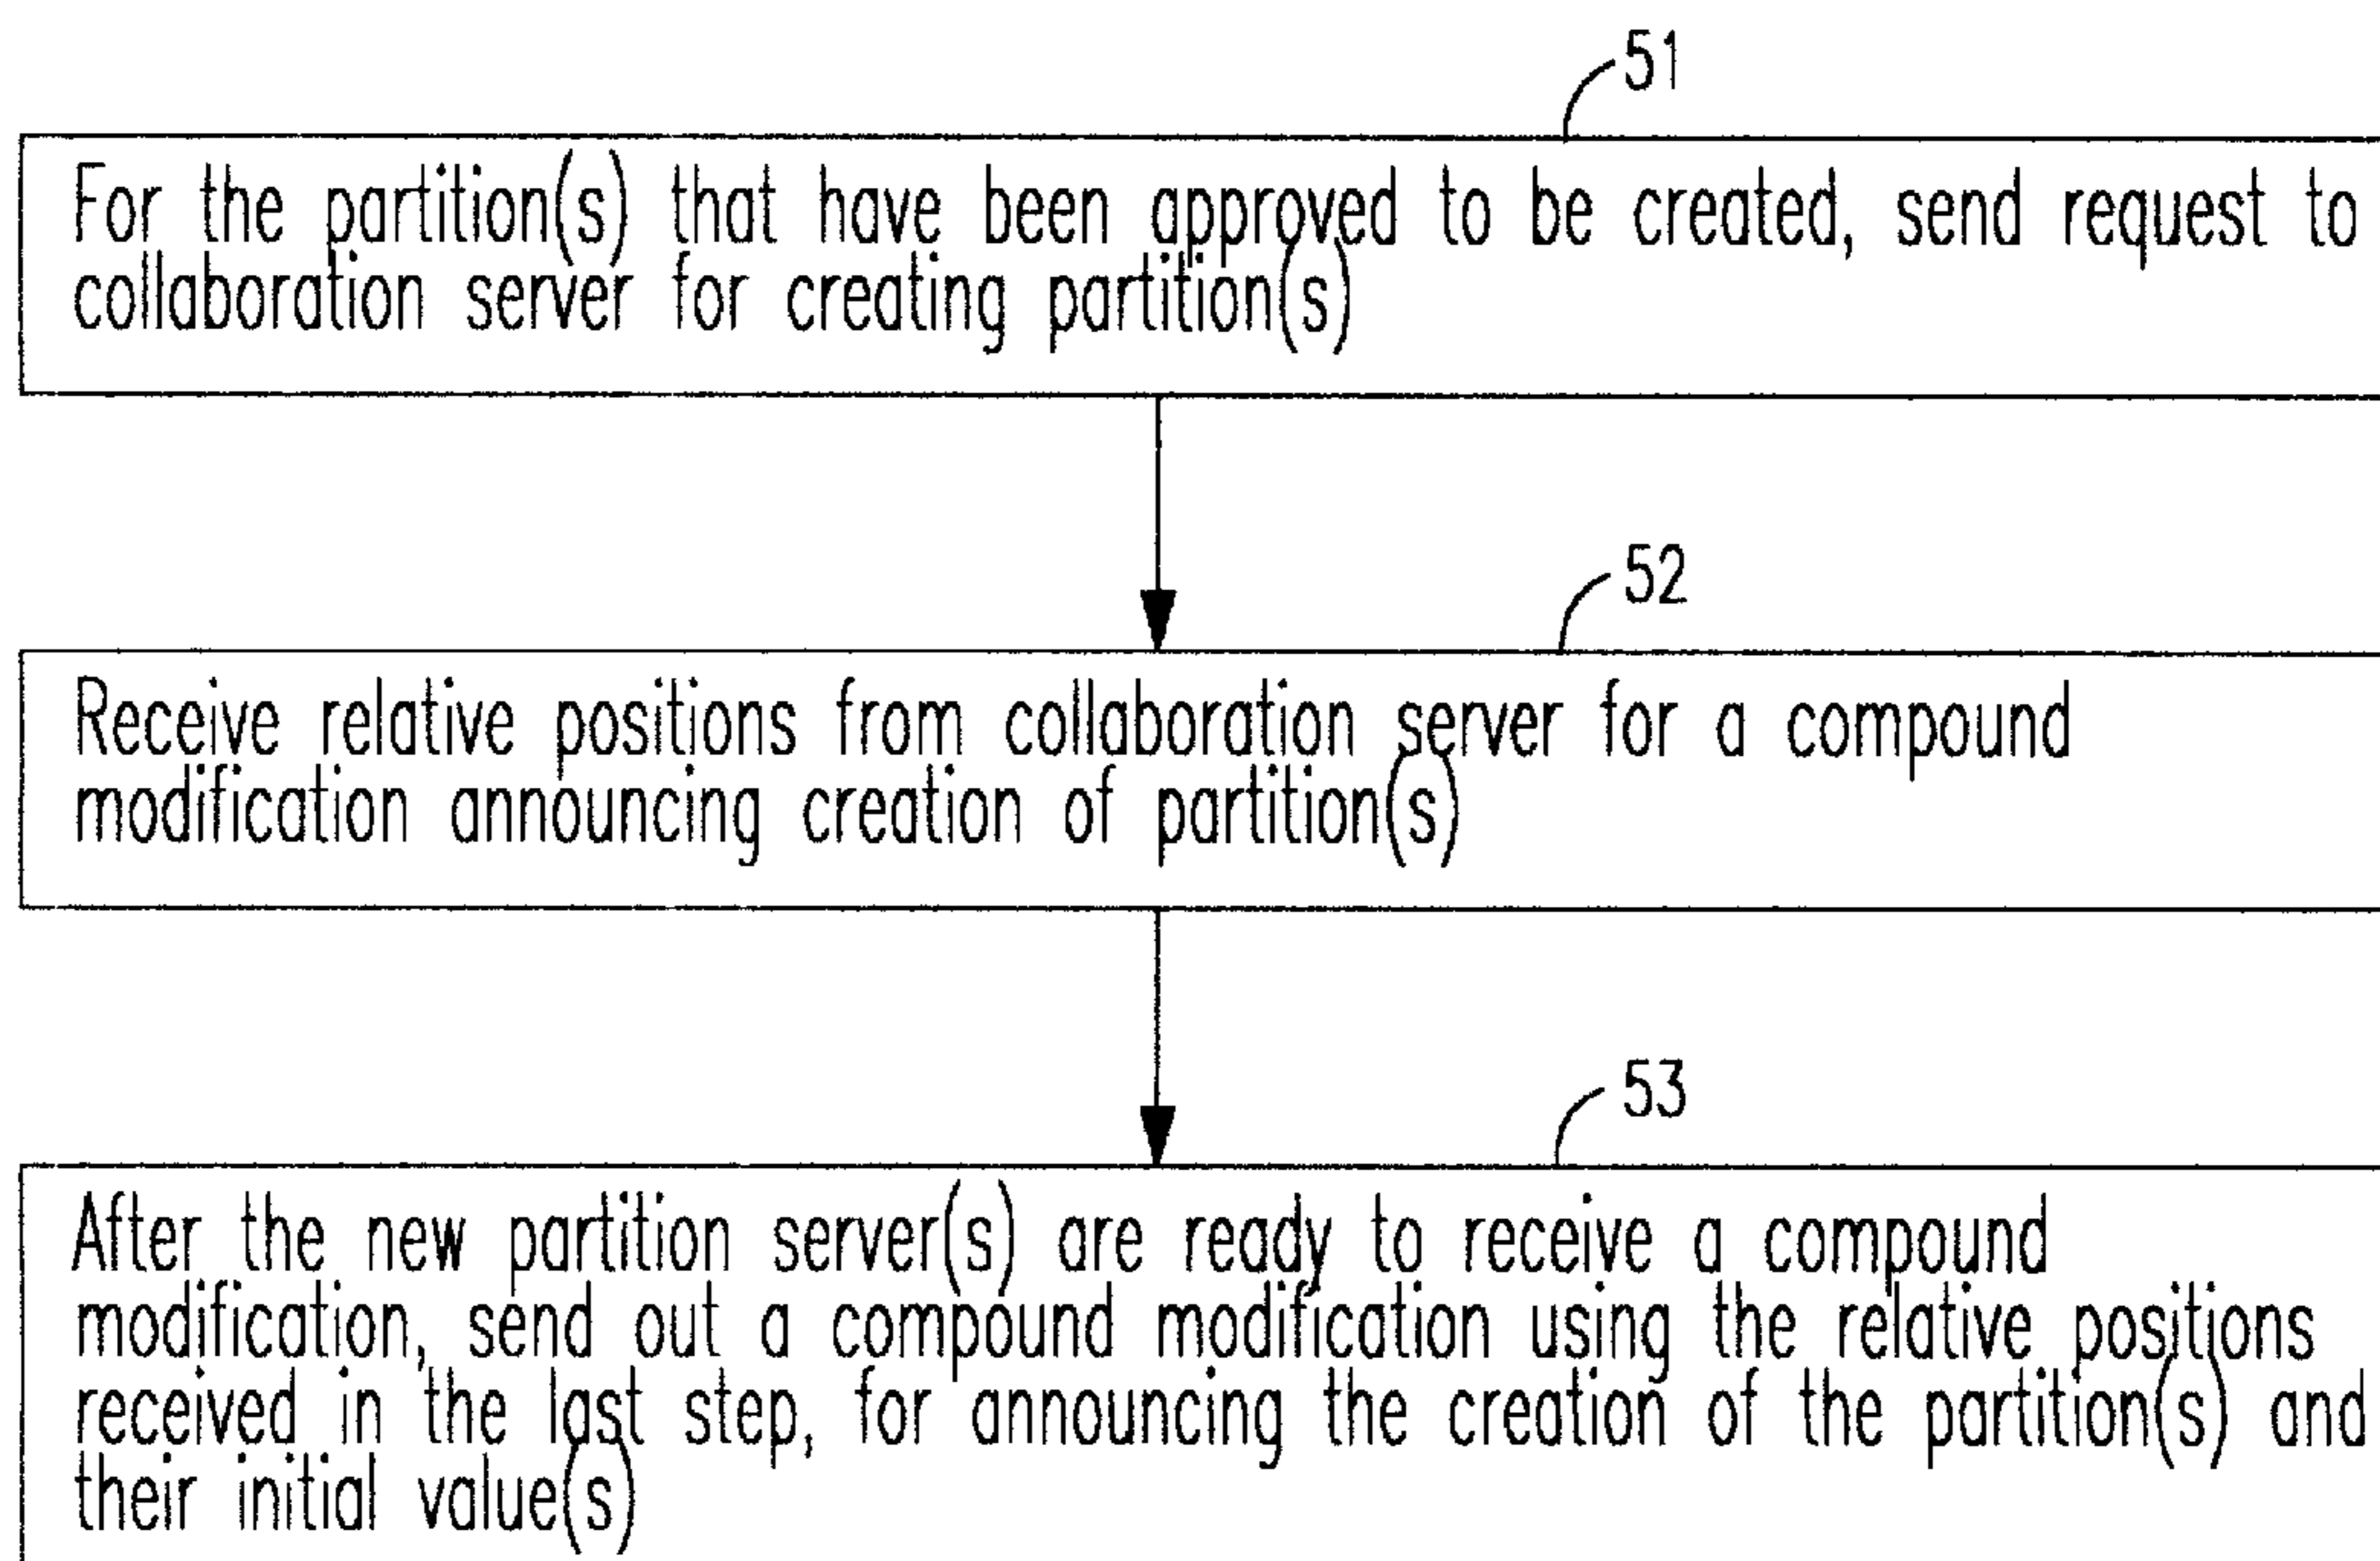 51
For the partition(s) that have been approved to be created, send request to
collaboration server for creating partition(s)
52
Receive relative positions from collaboration server for a compound
modification announcing creation of partition(s)
53
After the new partition server(s) are ready to receive a compound
modification, send out a compound modification using the relative positions
received in the last step, for announcing the creation of the partition(s) and
their initial value(s)